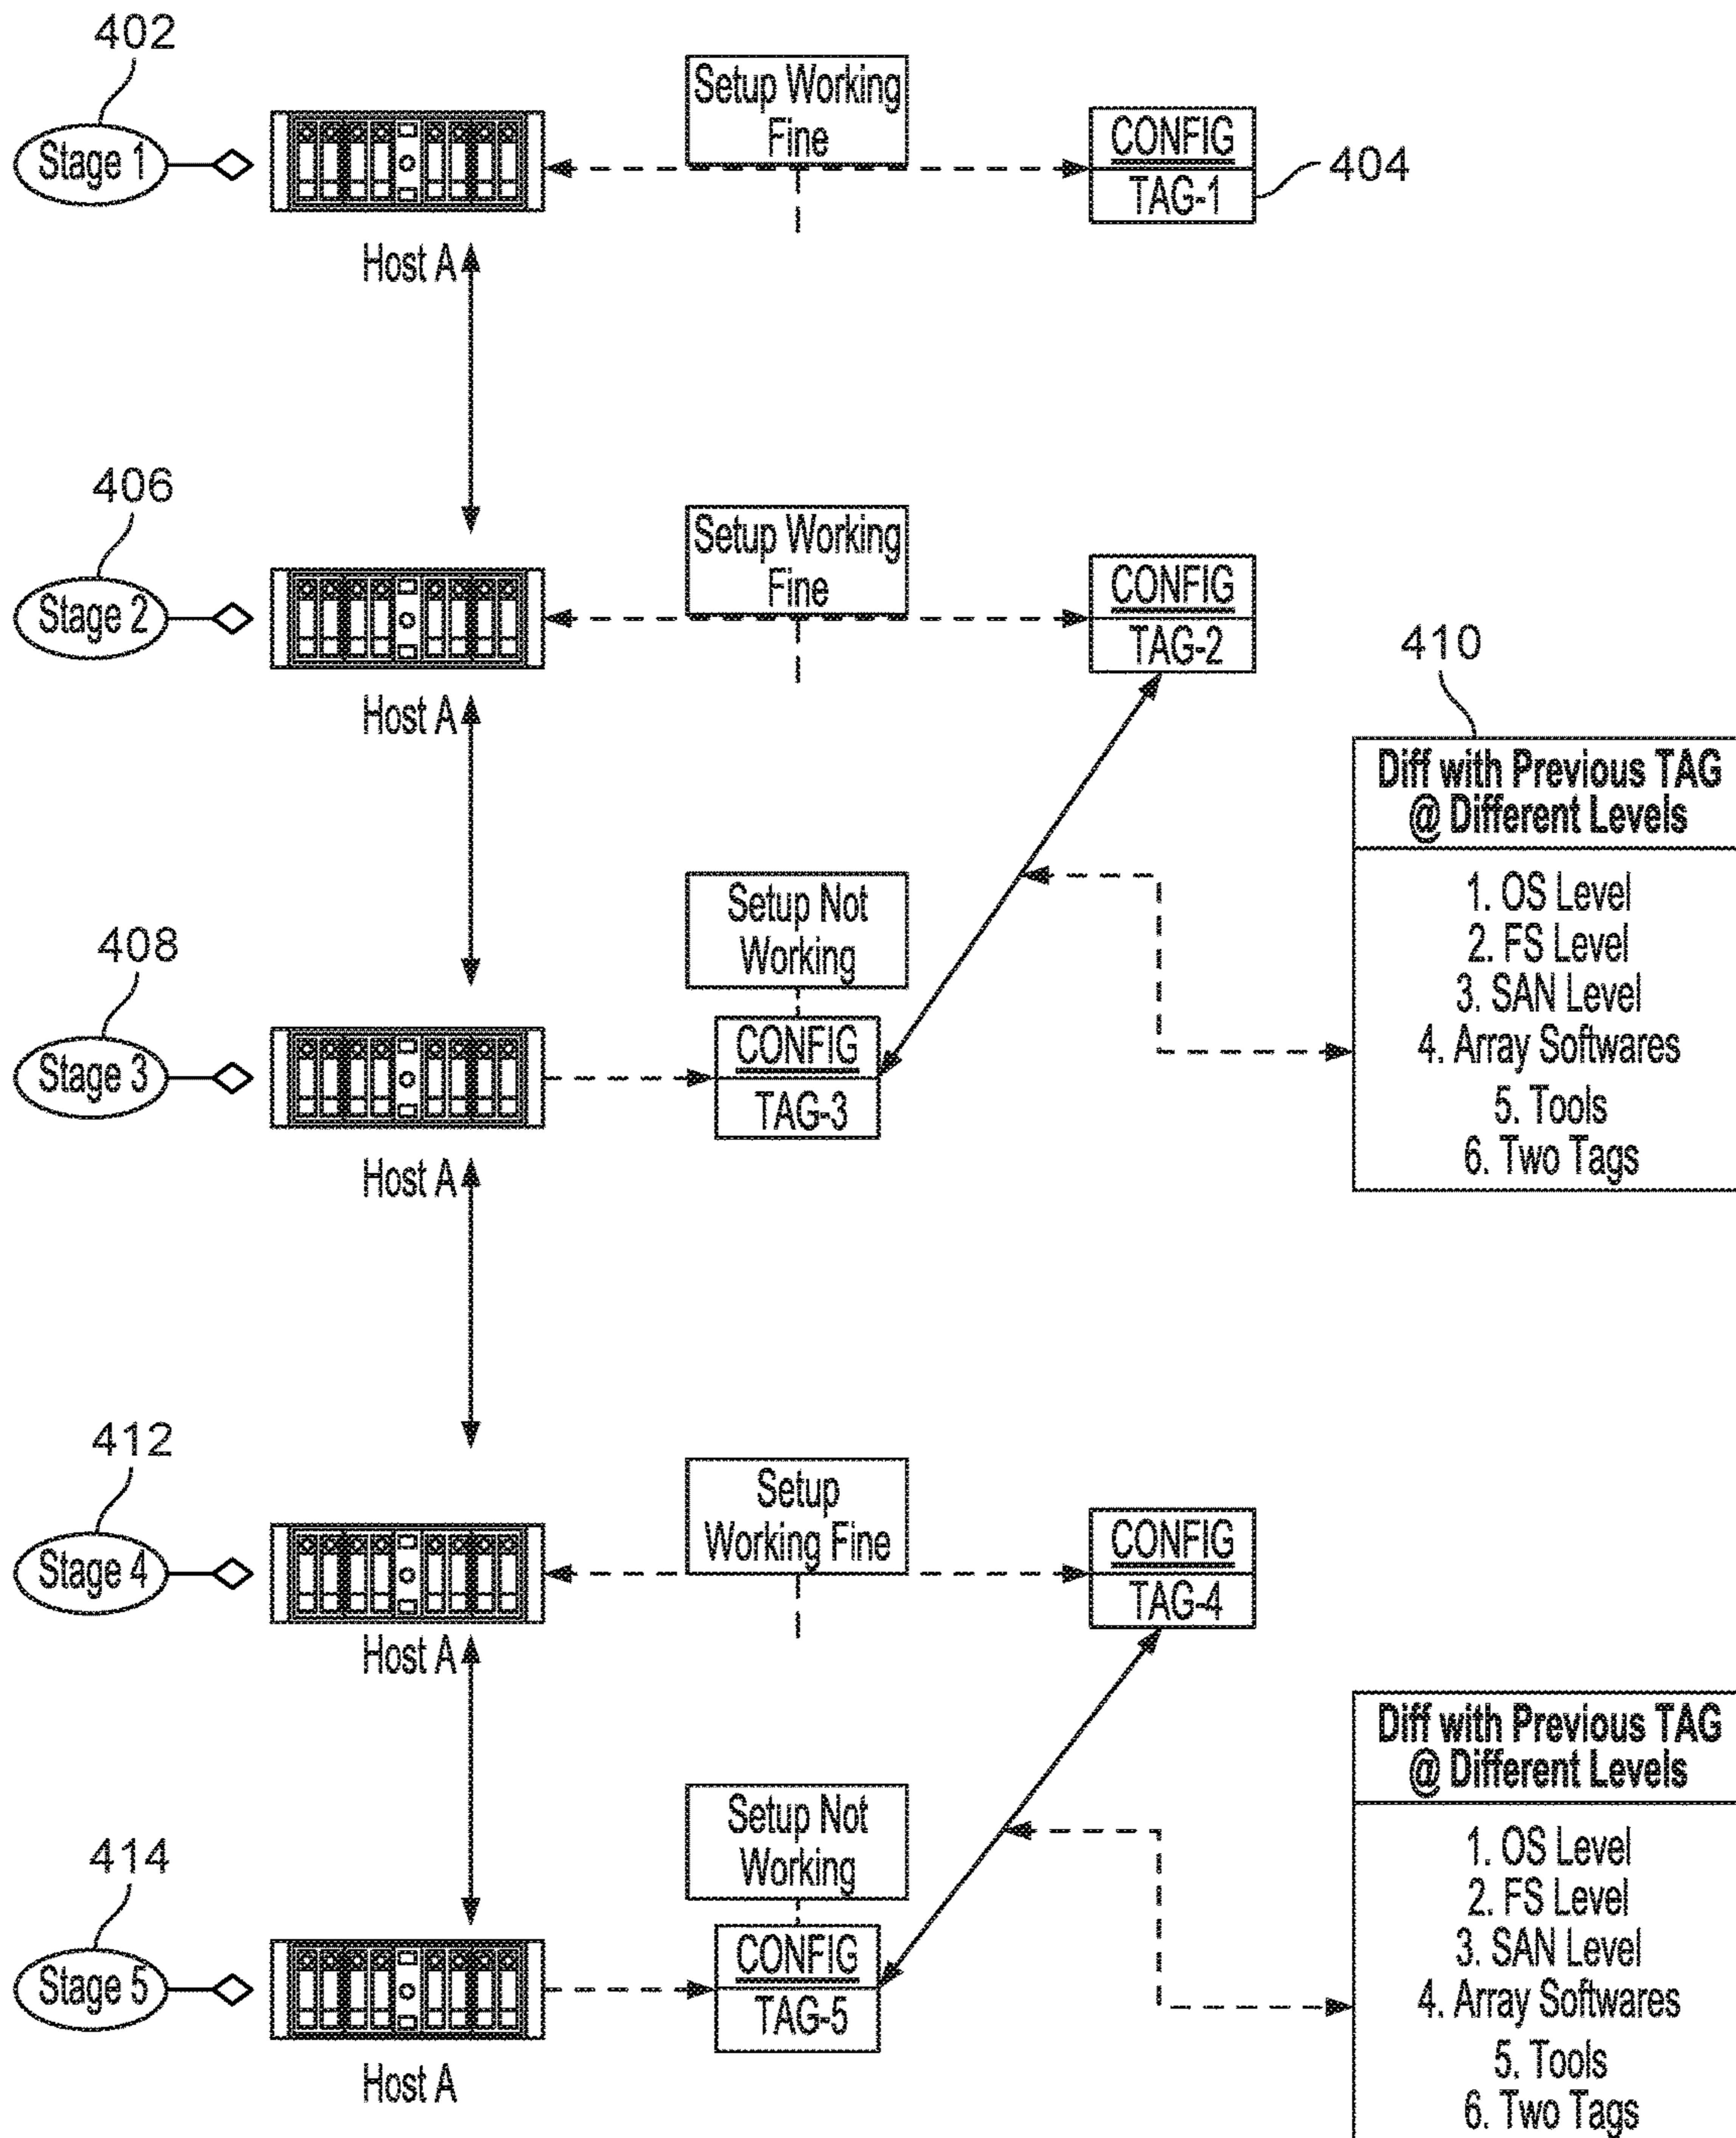 402
Stage 1
Host A
Setup Working
Fine
CONFIG
TAG-1
404
406
Stage 2
Host A
Setup Working
Fine
CONFIG
TAG-2
410
Diff with Previous TAG
@ Different Levels
1. OS Level
2. FS Level
3. SAN Level
4. Array Softwares
5. Tools
6. Two Tags
408
Stage 3
Host A
Setup Not
Working
CONFIG
TAG-3
412
Stage 4
Host A
Setup
Working Fine
CONFIG
TAG-4
414
Stage 5
Host A
Setup Not
Working
CONFIG
TAG-5
Diff with Previous TAG
@ Different Levels
1. OS Level
2. FS Level
3. SAN Level
4. Array Softwares
5. Tools
6. Two Tags